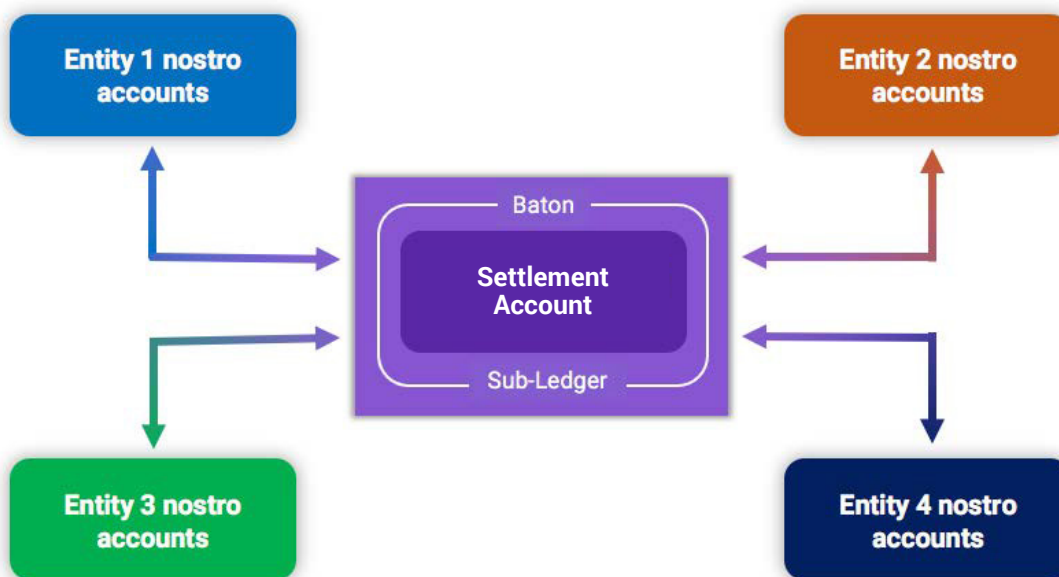 Entity 1 nostro
accounts
Entity 2 nostro
accounts
Baton
Settlement
Account
Sub-Ledger
Entity 3 nostro
accounts
Entity 4 nostro
accounts